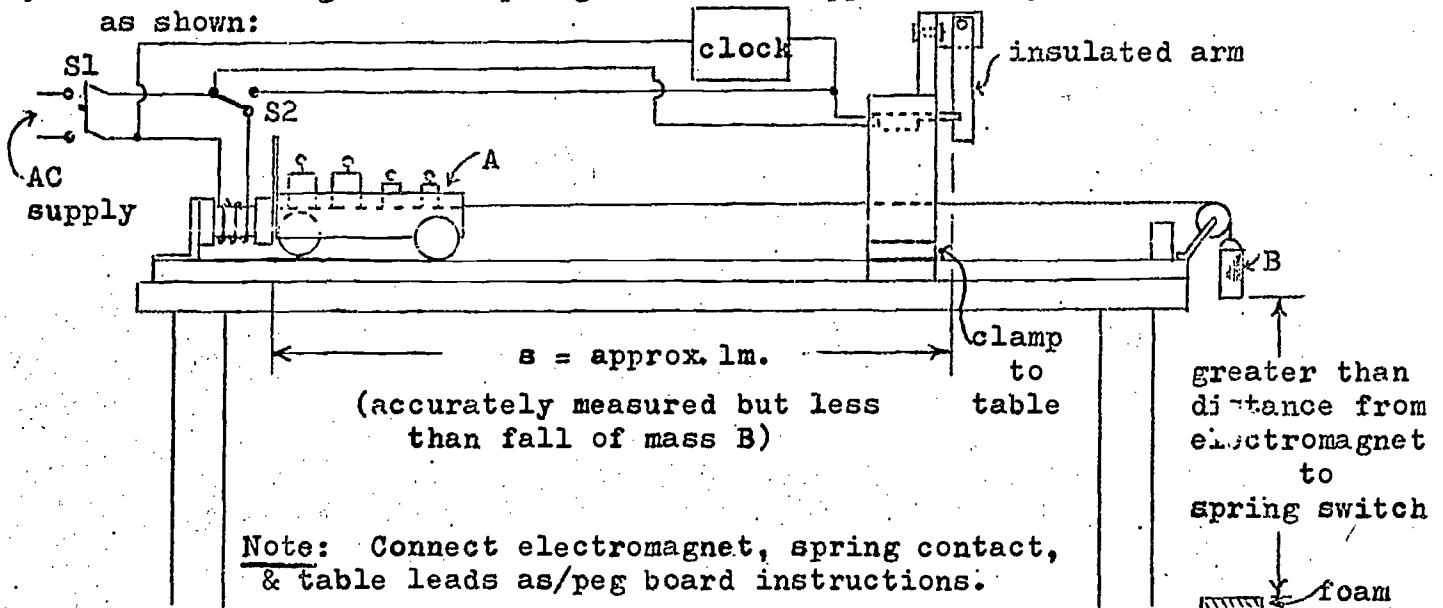 as shown:
clock
insulated arm
S1
S2
A
AC
supply
B
clamp
to
table
s = approx. 1m.
(accurately measured but less
than fall of mass B)
greater than
distance from
electromagnet
to
spring switch
Note: Connect electromagnet, spring contact,
& table leads as/peg board instructions.
foam